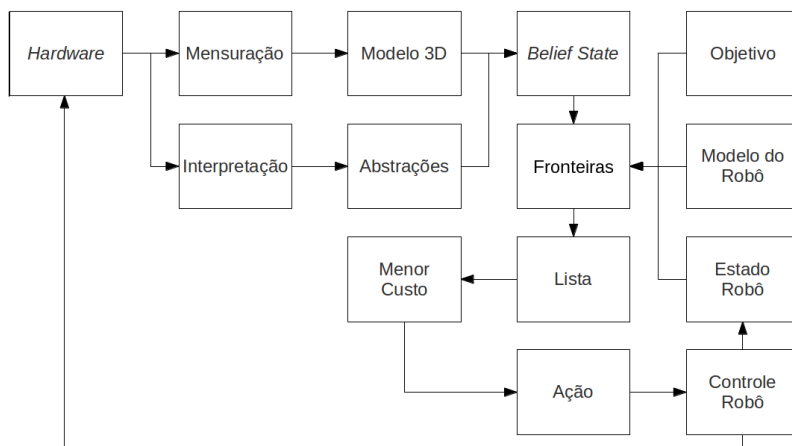 Hardware
Mensuração
Modelo 3D
Belief State
Objetivo
Interpretação
Abstrações
Fronteiras
Modelo do
Robô
Menor
Custo
Lista
Estado
Robô
Ação
Controle
Robô